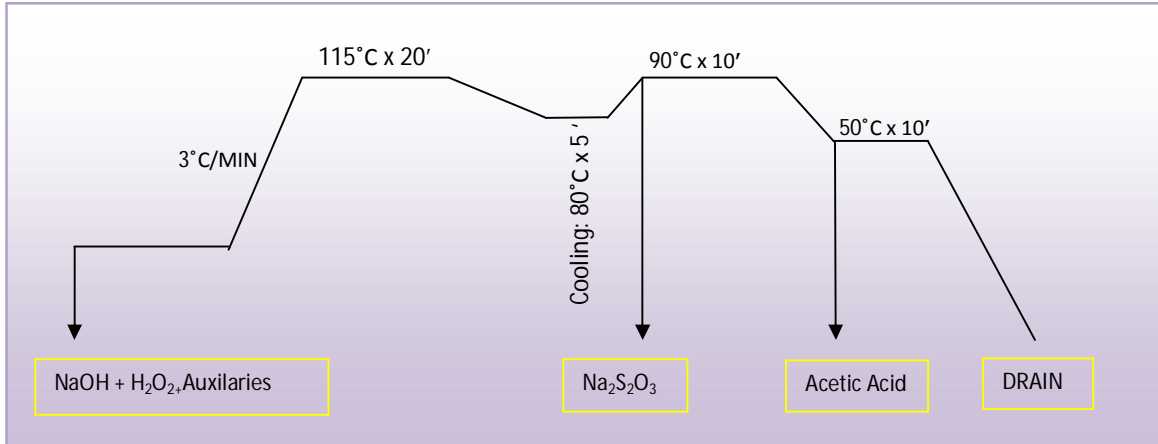 115˚C x 20′
90˚C x 10′
50˚C x 10′
3˚C/MIN
Cooling: 80˚C x 5 ′
NaOH + H₂O₂₊Auxilaries
Na₂S₂O₃
Acetic Acid
DRAIN